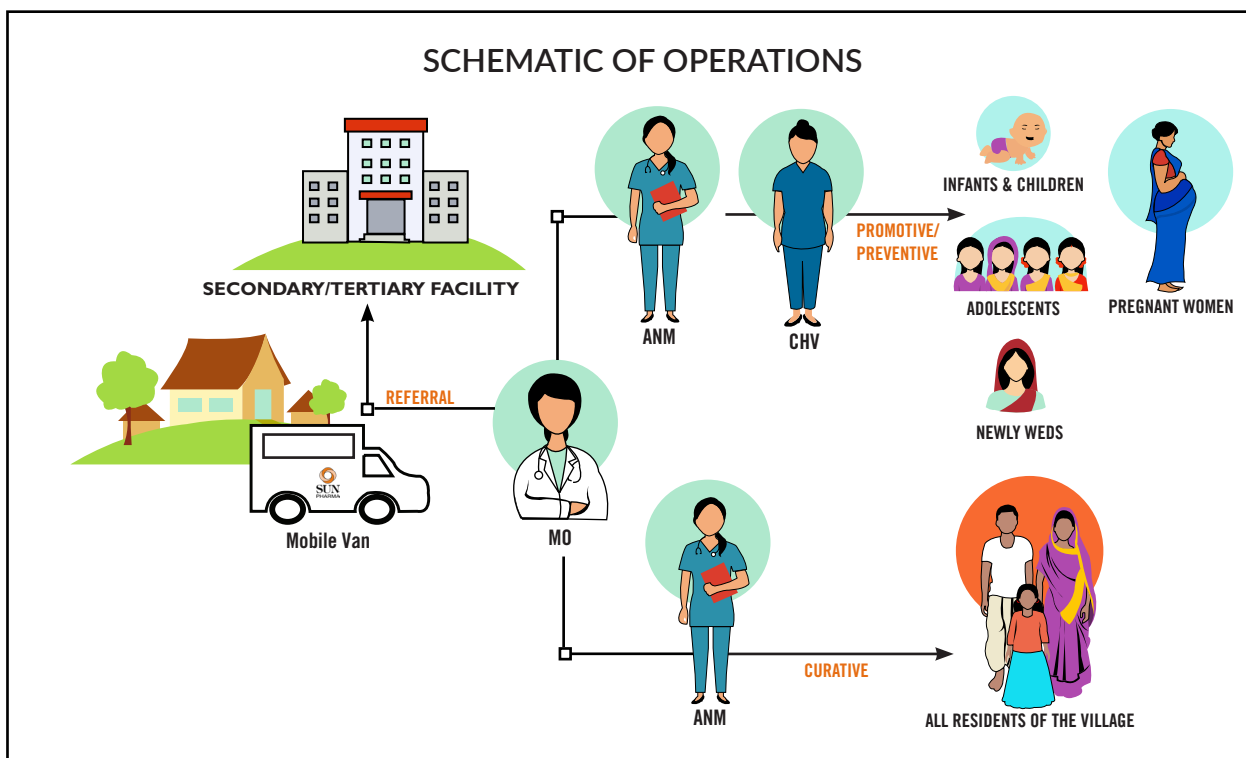 SCHEMATIC OF OPERATIONS
SECONDARY/TERTIARY FACILITY
ANM
CHV
PROMOTIVE/
PREVENTIVE
INFANTS & CHILDREN
ADOLESCENTS
PREGNANT WOMEN
NEWLY WEDS
REFERRAL
SUN
PHARMA
Mobile Van
MO
ANM
CURATIVE
ALL RESIDENTS OF THE VILLAGE